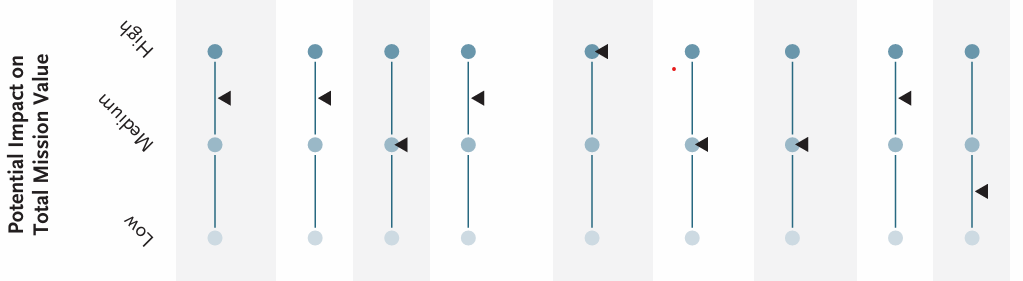 Potential Impact on
Total Mission Value
High
Medium
Low